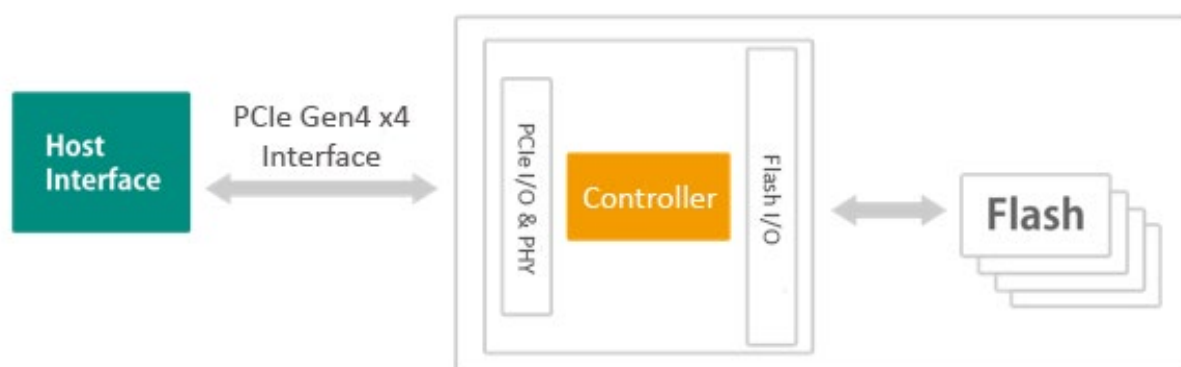 Host
Interface
PCIe Gen4 x4
Interface
PCIe I/O & PHY
Controller
Flash I/O
Flash